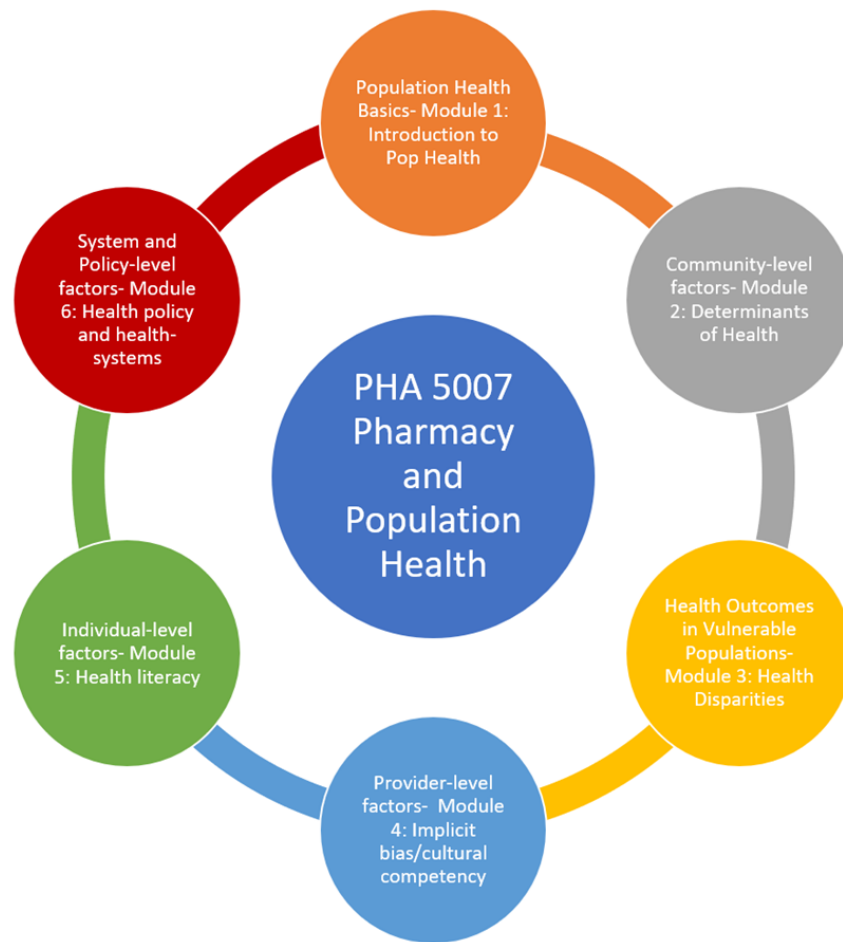 Population Health
Basics- Module 1:
Introduction to
Pop Health
Community-level
factors- Module
2: Determinants
of Health
Health Outcomes
in Vulnerable
Populations-
Module 3: Health
Disparities
Provider-level
factors- Module
4: Implicit
bias/cultural
competency
Individual-level
factors- Module
5: Health literacy
System and
Policy-level
factors- Module
6: Health policy
and health-
systems
PHA 5007
Pharmacy
and
Population
Health